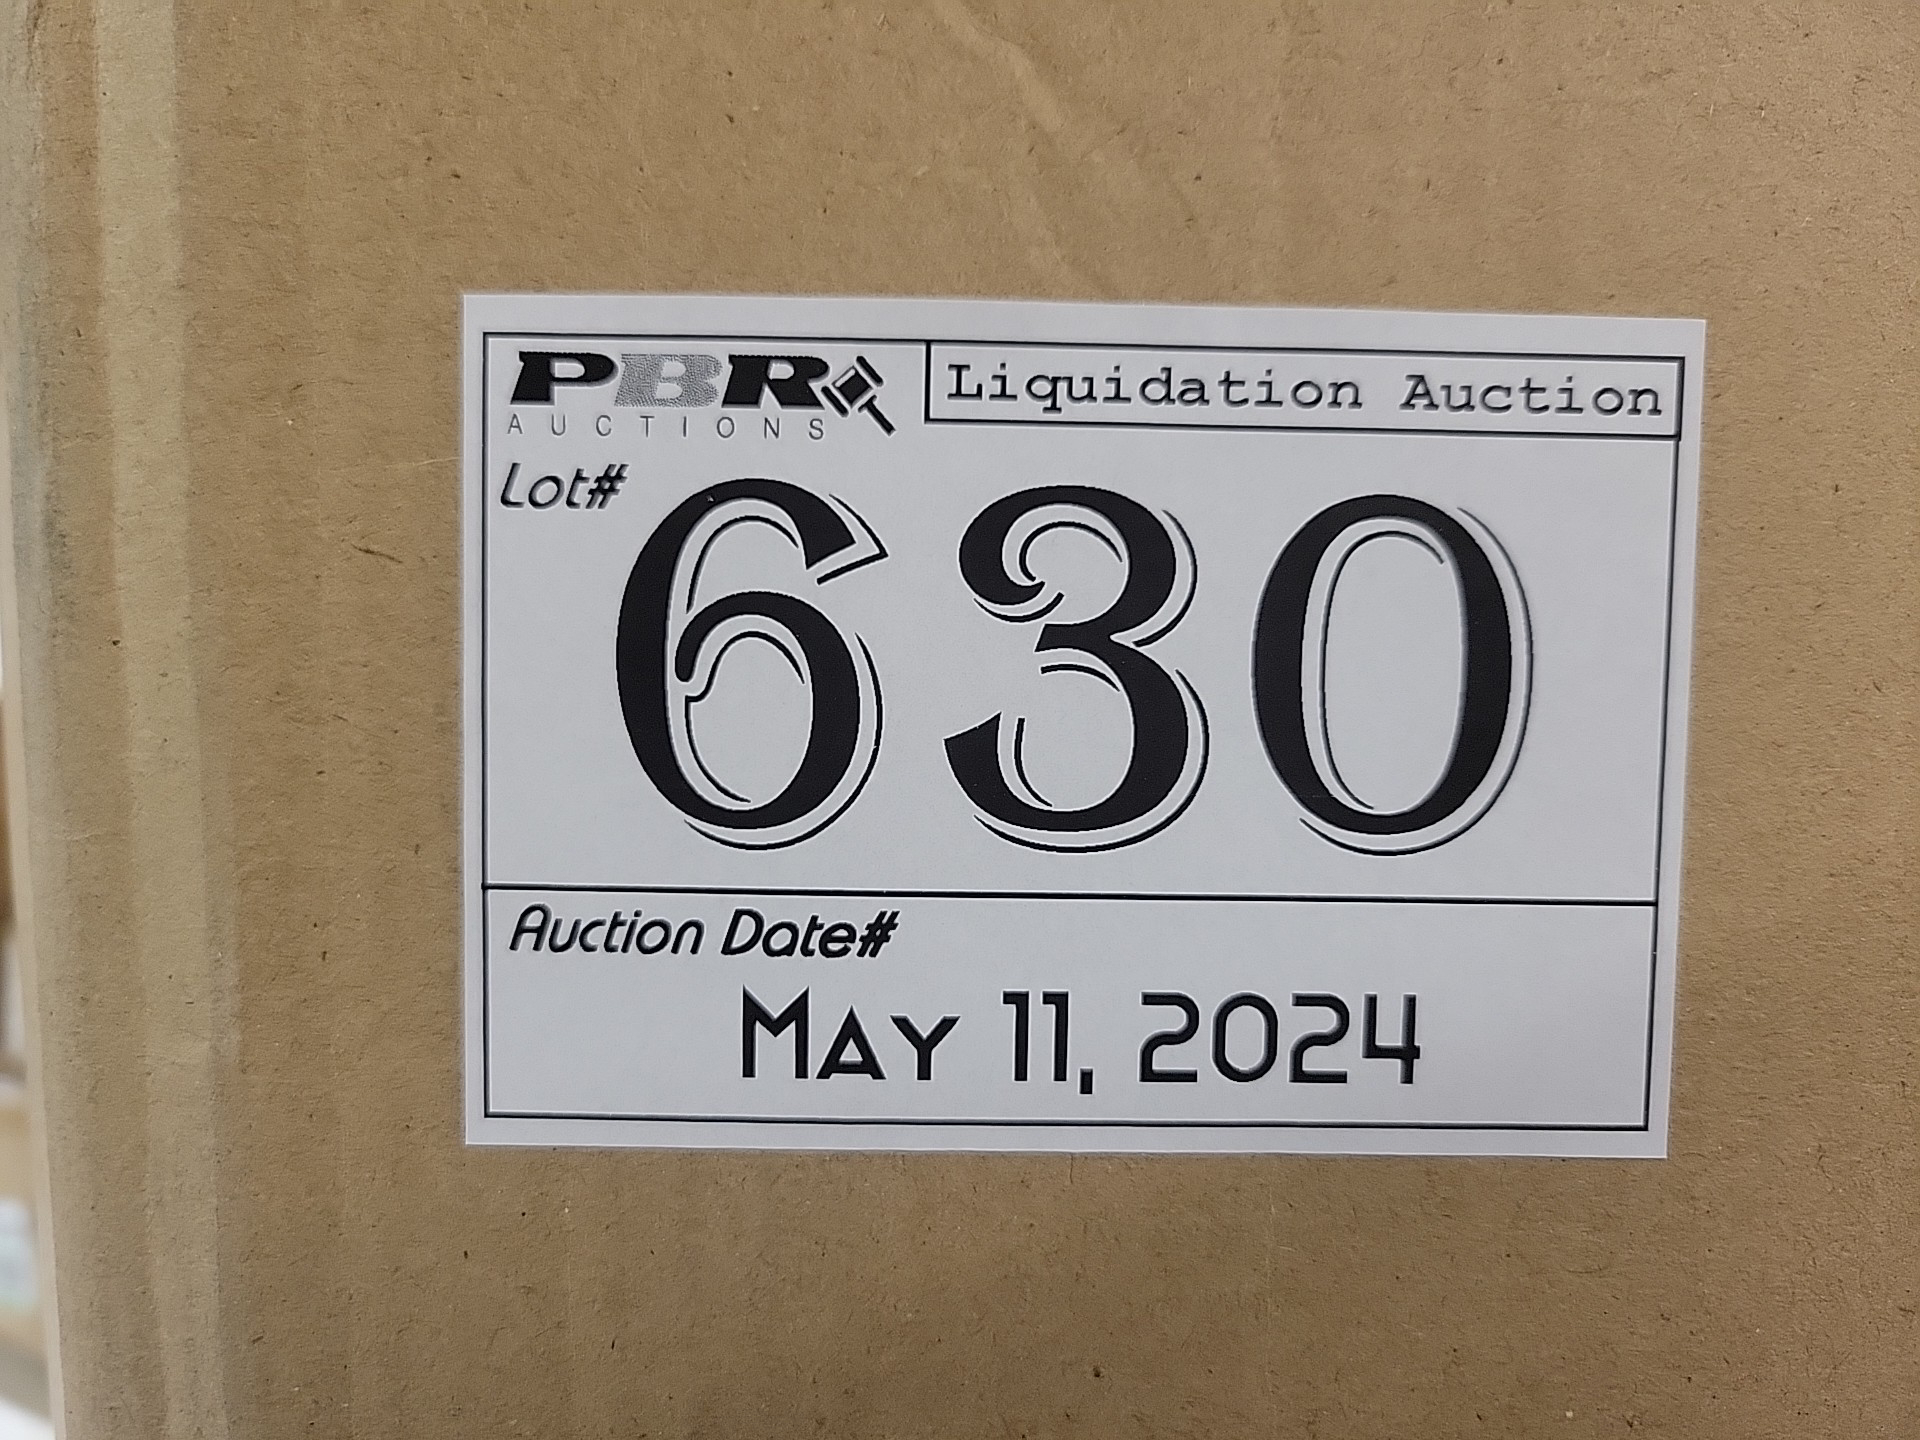 PBR
AUCTIONS
Liquidation Auction
Lot#
630
Auction Date#
May 11, 2024